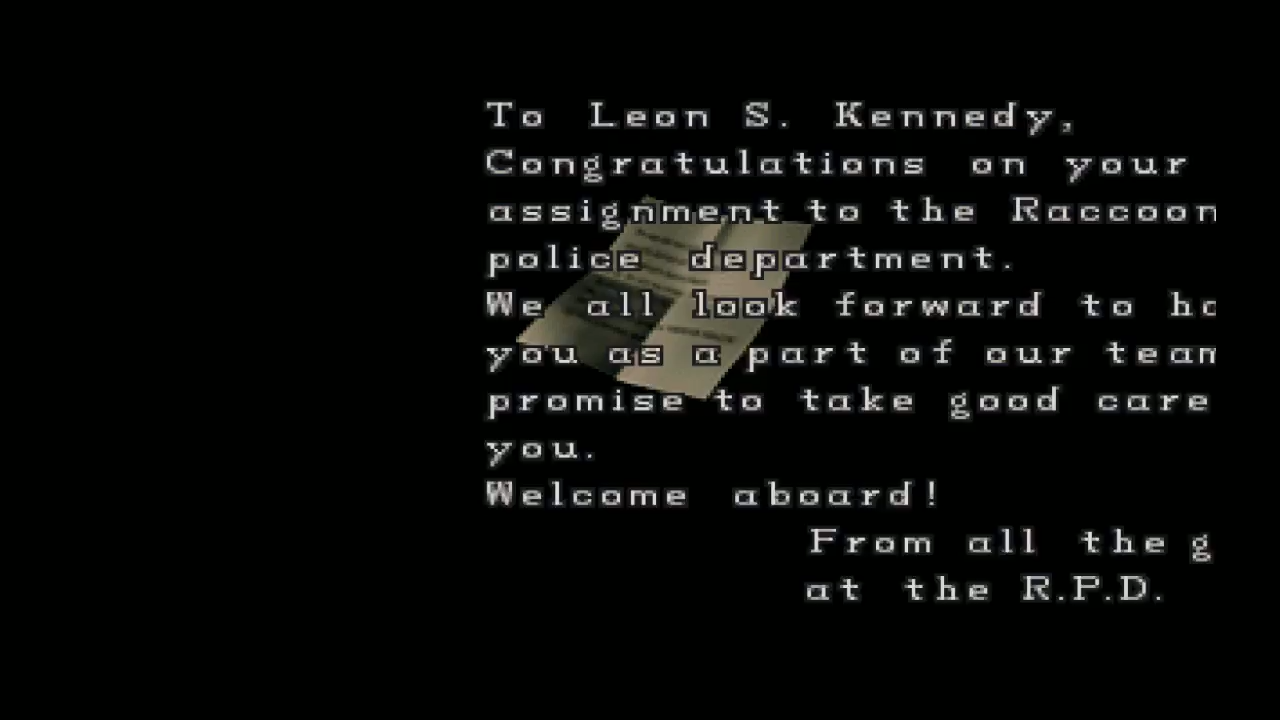 To Leon S. Kennedy,
Congratulations on your
assignment to the Raccoon
police department.
We all look forward to
you as a part of our team
promise to take good care
you.
Welcome aboard!
From all the
at the R.P.D.